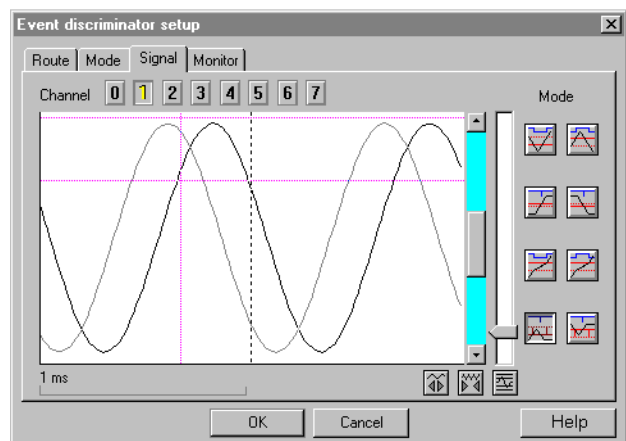 Event discriminator setup
Route Mode Signal Monitor
Channel 0 1 2 3 4 5 6 7 Mode
1 ms
OK Cancel Help